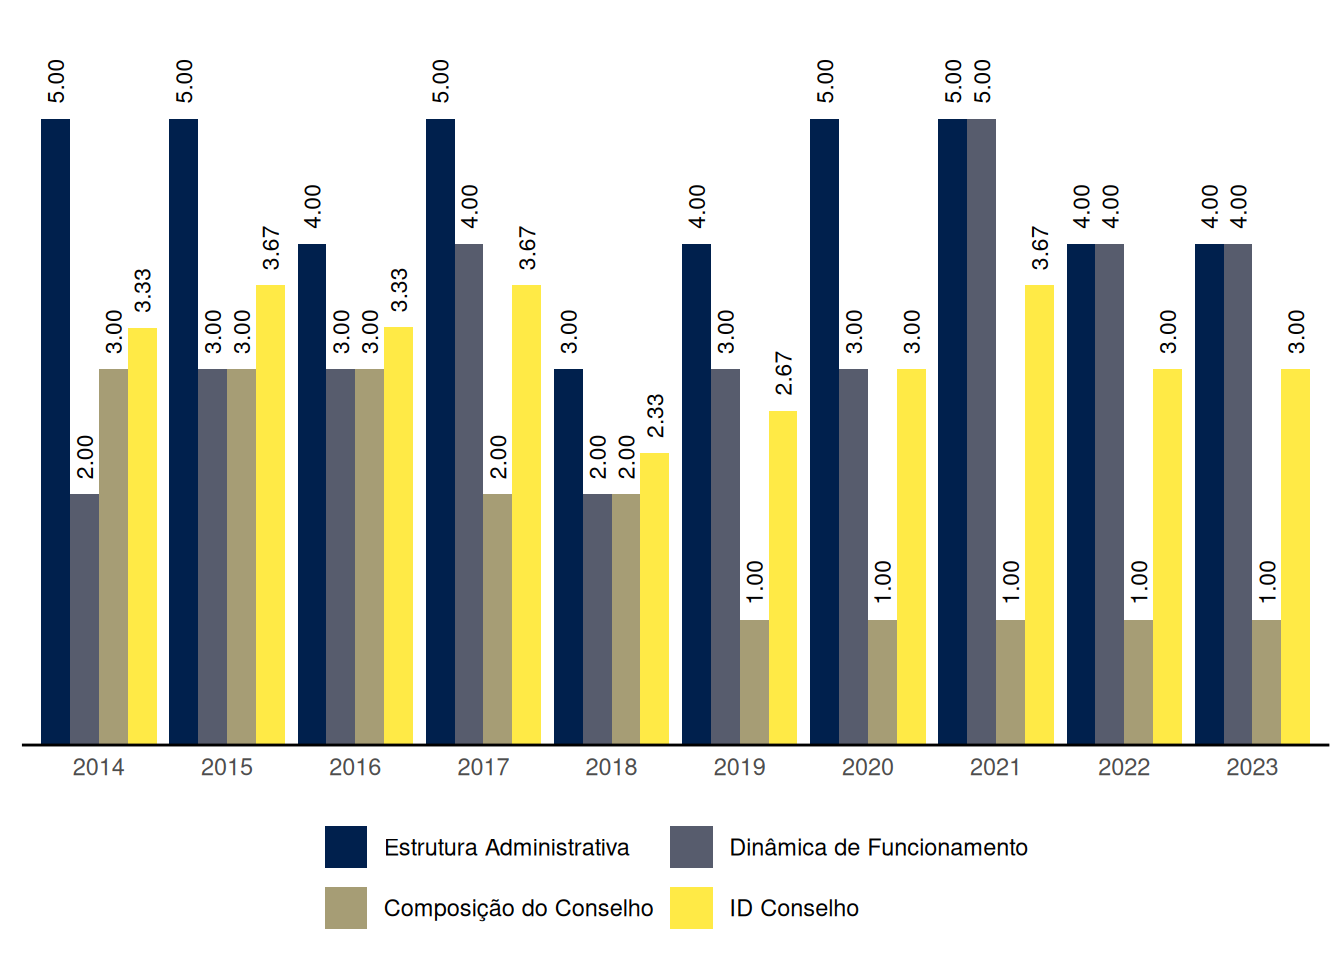 5.00 2.00 3.00 3.33 5.00 3.00 3.00 3.67 4.00 3.00 3.00 3.33 5.00 4.00 2.00 3.67 3.00 2.00 2.00 2.33 4.00 3.00 1.00 2.67 5.00 3.00 1.00 3.00 5.00 5.00 1.00 3.67 4.00 4.00 1.00 3.00 4.00 4.00 1.00 3.00
2014 2015 2016 2017 2018 2019 2020 2021 2022 2023
Estrutura Administrativa Dinâmica de Funcionamento
Composição do Conselho ID Conselho